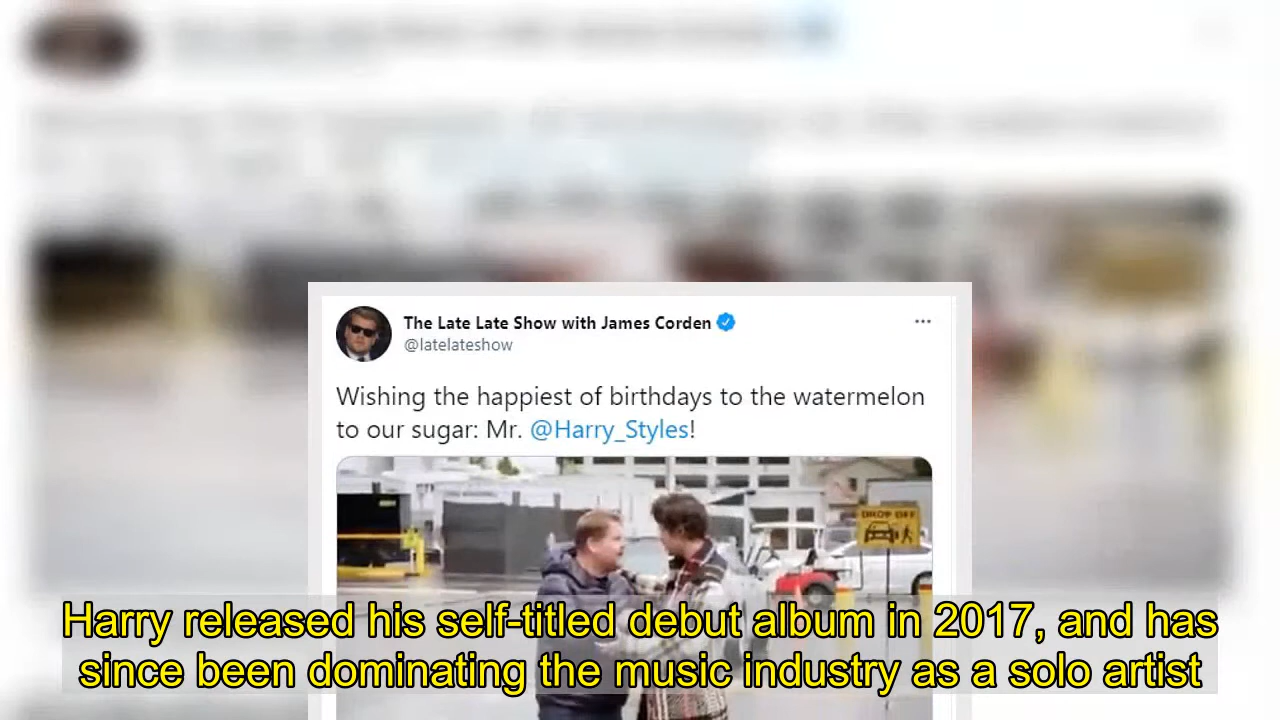 The Late Late Show with James Corden
@latelateshow
Wishing the happiest of birthdays to the watermelon
to our sugar: Mr. @Harry_Styles!
DROP OFF
Harry released his self-titled debut album in 2017, and has
since been dominating the music industry as a solo artist